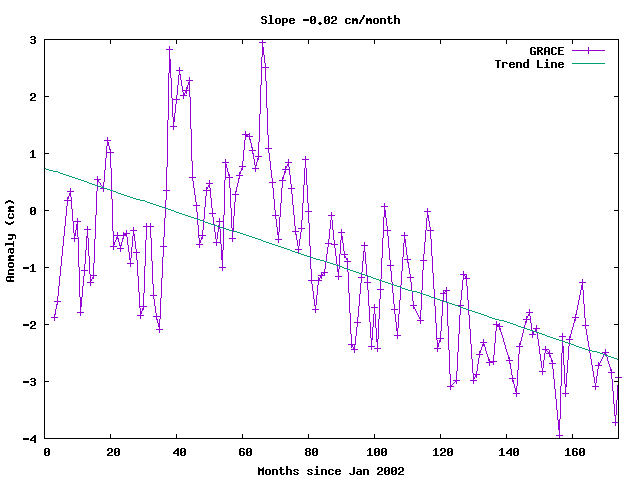 Slope -0.02 cm/month
GRACE
Trend Line
3
2
1
0
-1
-2
-3
-4
Anomaly (cm)
0 20 40 60 80 100 120 140 160
Months since Jan 2002